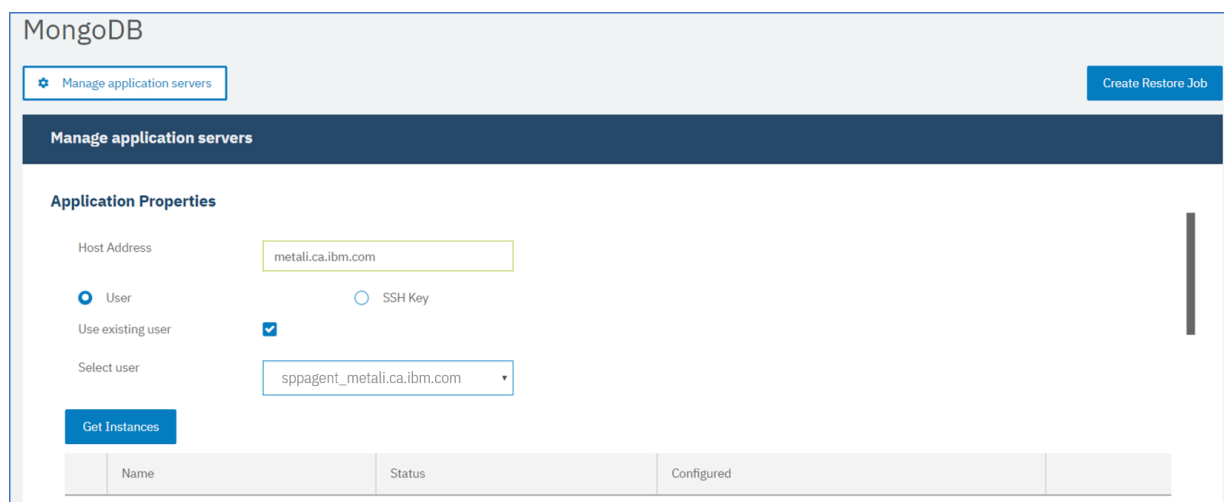 MongoDB
Manage application servers
Create Restore Job
Manage application servers
Application Properties
Host Address
metali.ca.ibm.com
User
SSH Key
Use existing user
Select user
sppagent_metali.ca.ibm.com
Get Instances
Name Status Configured